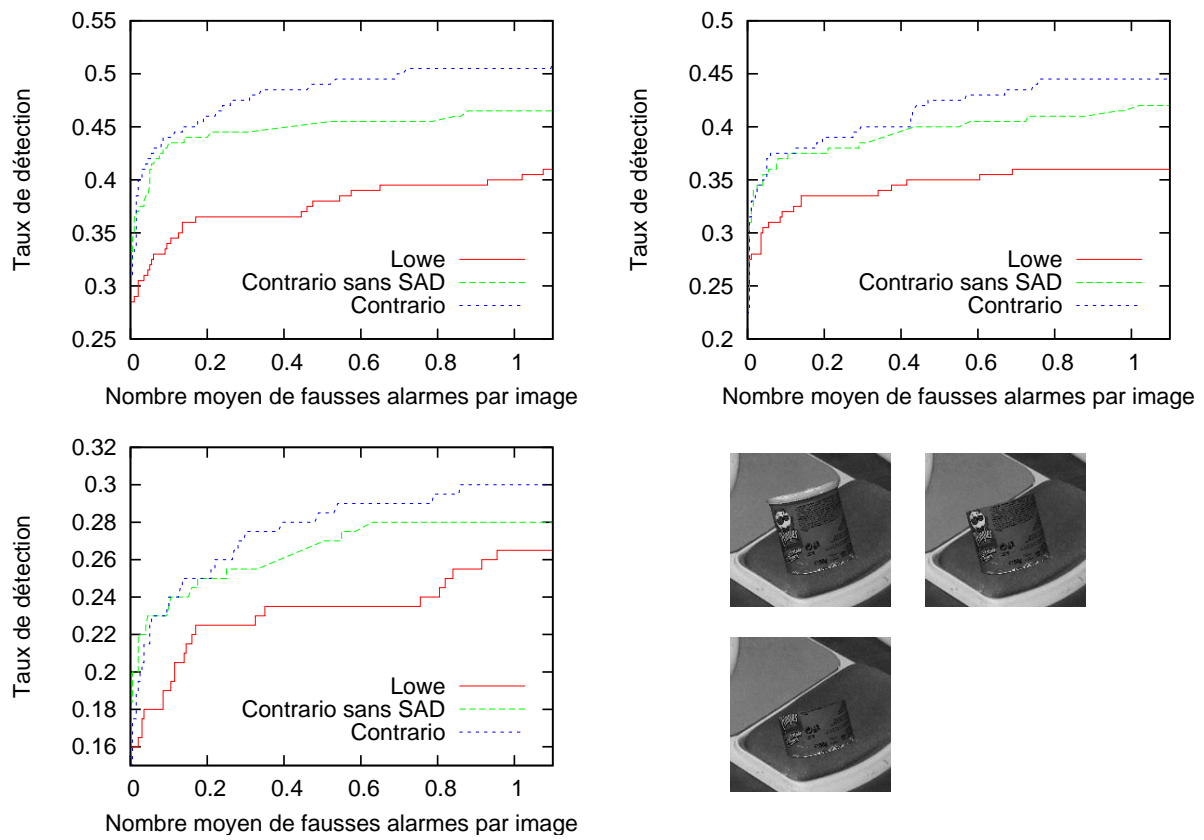 0.55
0.5
0.45
0.4
0.35
0.3
0.25
0 0.2 0.4 0.6 0.8 1
Taux de détection
Nombre moyen de fausses alarmes par image
Lowe
Contrario sans SAD
Contrario
0.5
0.45
0.4
0.35
0.3
0.25
0.2
0 0.2 0.4 0.6 0.8 1
Taux de détection
Nombre moyen de fausses alarmes par image
Lowe
Contrario sans SAD
Contrario
0.32
0.3
0.28
0.26
0.24
0.22
0.2
0.18
0.16
0 0.2 0.4 0.6 0.8 1
Taux de détection
Nombre moyen de fausses alarmes par image
Lowe
Contrario sans SAD
Contrario